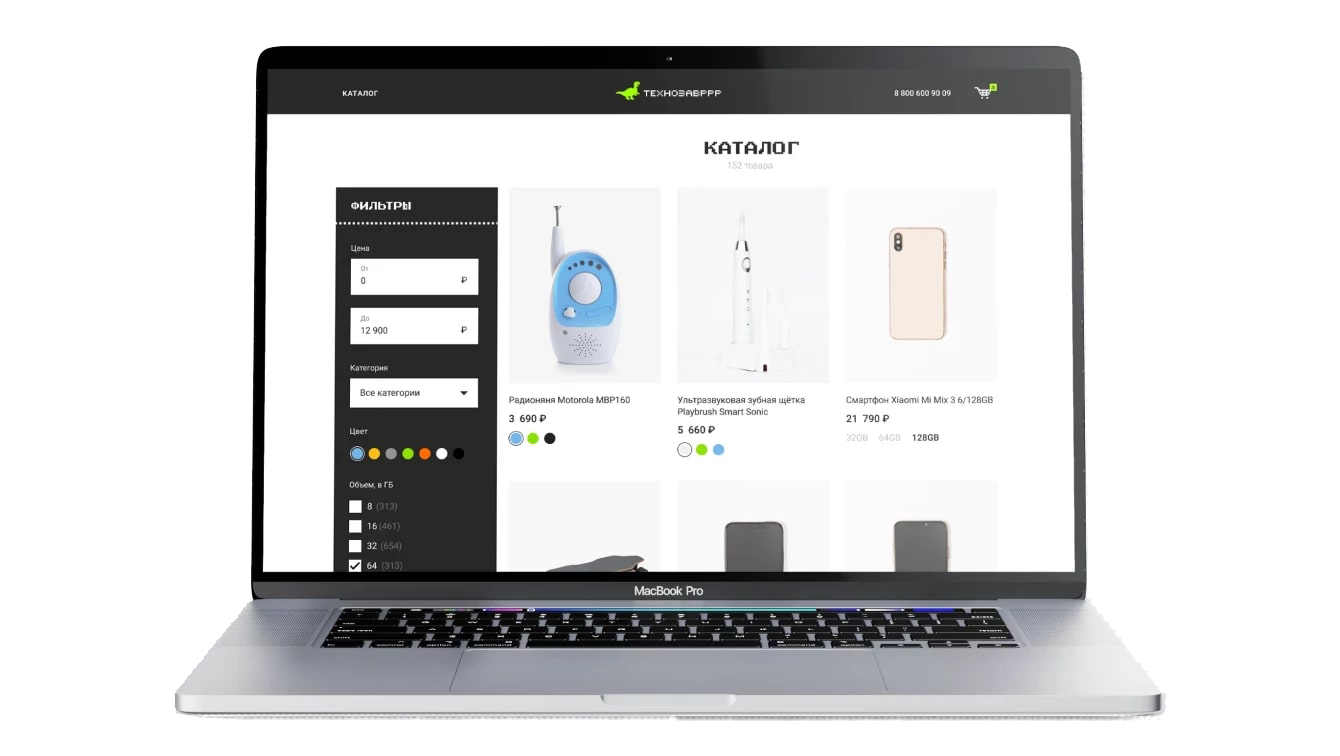 КАТАЛОГ
ТЕХНОЗАВРРР
8 800 600 90 09
КАТАЛОГ
152 товара
ФИЛЬТРЫ
Цена
От
0 ₽
До
12 900 ₽
Категория
Все категории
Цвет
Объем, в ГБ
8 (313)
16 (461)
32 (654)
64 (313)
Радионяня Motorola MBP160
3 690 ₽
Ультразвуковая зубная щётка
Playbrush Smart Sonic
5 660 ₽
Смартфон Xiaomi Mi Mix 3 6/128GB
21 790 ₽
32GB 64GB 128GB
MacBook Pro